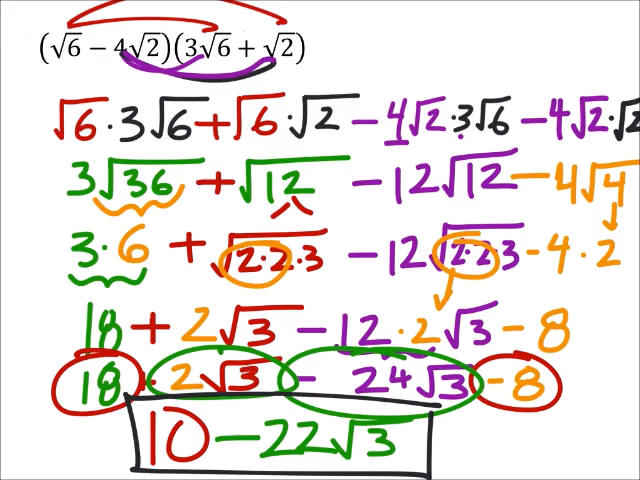 (√6 − 4√2)(3√6 + √2)
√6 · 3√6 + √6 · √2 − 4√2 · 3√6 − 4√2 · √2
3√36 + √12 − 12√12 − 4√4
3 · 6 + √2·2·3 − 12√2·2·3 − 4 · 2
18 + 2√3 − 12 · 2√3 − 8
18 + 2√3 − 24√3 − 8
10 − 22√3